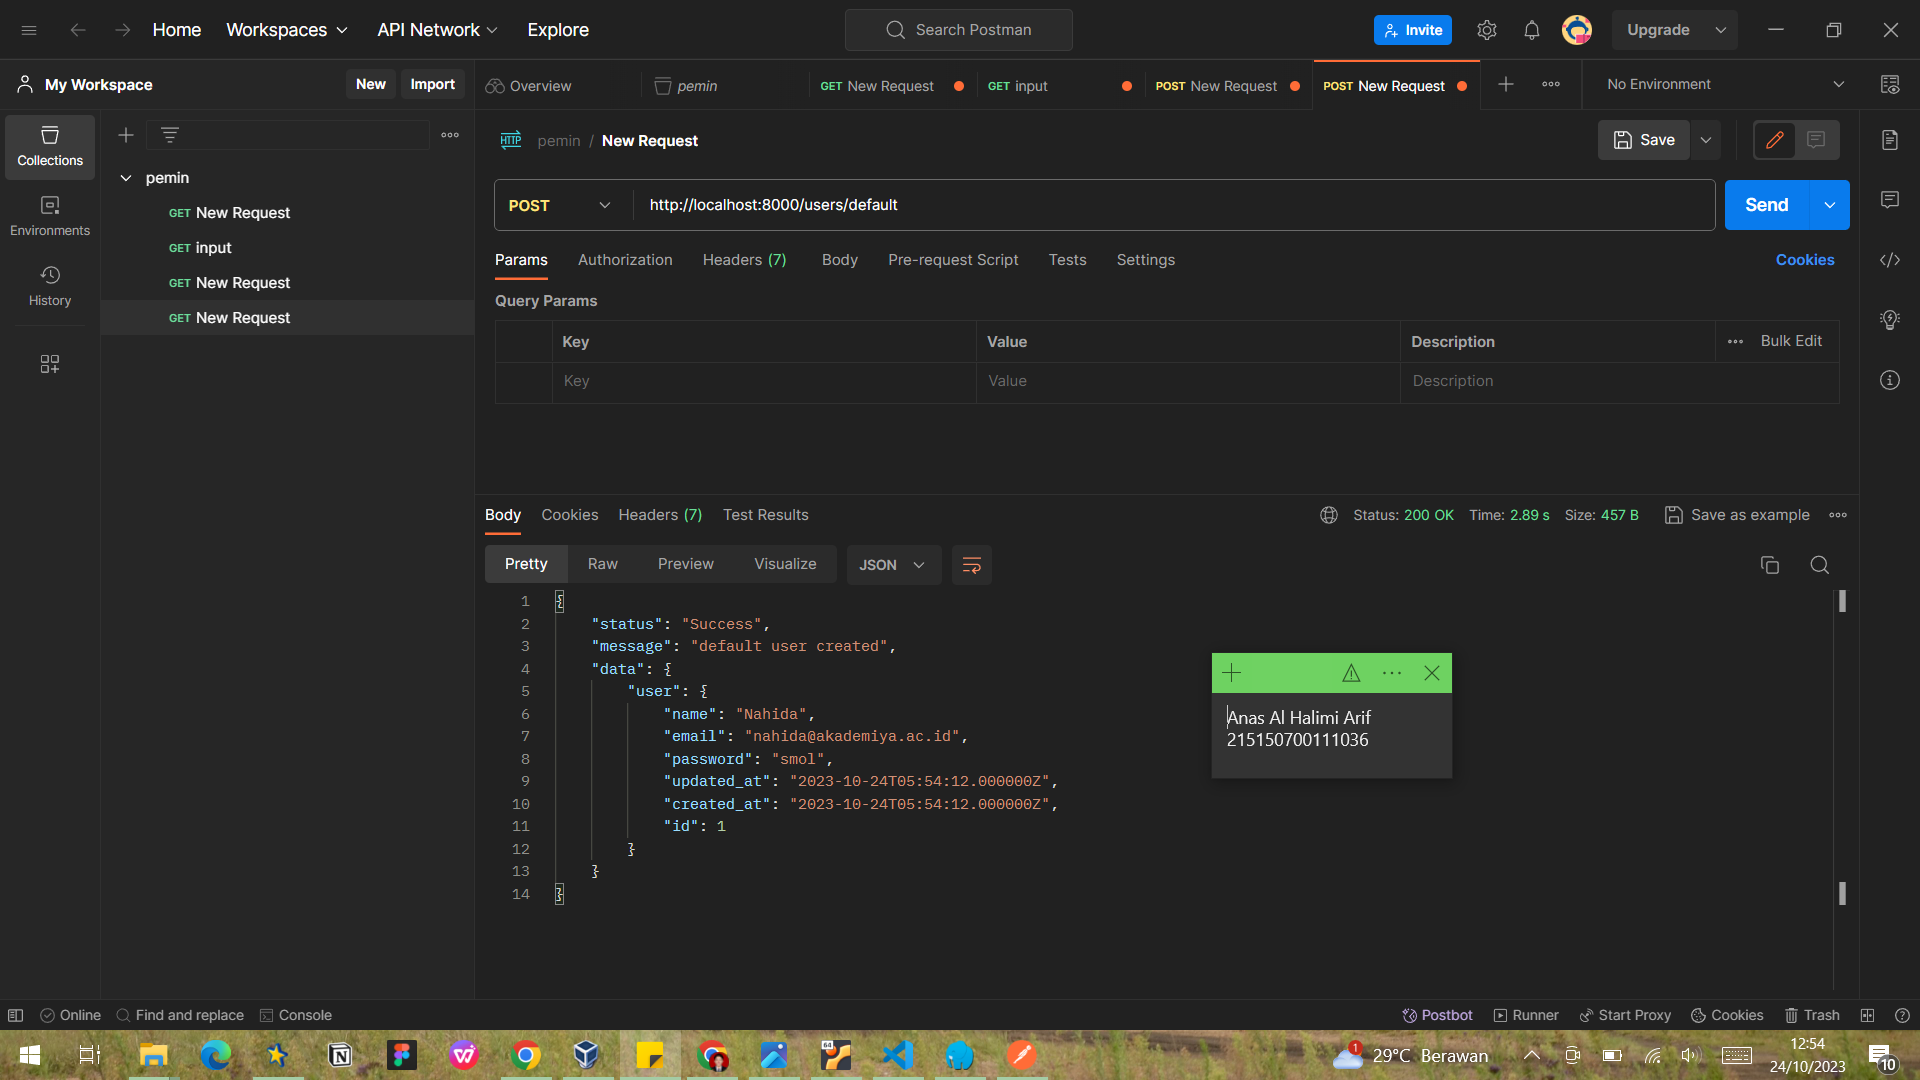 Home
Workspaces
API Network
Explore
Search Postman
Invite
Upgrade
My Workspace
New
Import
Overview
pemin
GET New Request
GET input
POST New Request
POST New Request
No Environment
Collections
Environments
History
pemin
GET New Request
GET input
GET New Request
GET New Request
HTTP
pemin / New Request
Save
POST
http://localhost:8000/users/default
Send
Params
Authorization
Headers (7)
Body
Pre-request Script
Tests
Settings
Cookies
Query Params
Key
Value
Description
Bulk Edit
Key
Value
Description
Body
Cookies
Headers (7)
Test Results
Status: 200 OK
Time: 2.89 s
Size: 457 B
Save as example
Pretty
Raw
Preview
Visualize
JSON
1 {
2 "status": "Success",
3 "message": "default user created",
4 "data": {
5 "user": {
6 "name": "Nahida",
7 "email": "nahida@akademiya.ac.id",
8 "password": "smol",
9 "updated_at": "2023-10-24T05:54:12.000000Z",
10 "created_at": "2023-10-24T05:54:12.000000Z",
11 "id": 1
12 }
13 }
14 }
Anas Al Halimi Arif
215150700111036
Online
Find and replace
Console
Postbot
Runner
Start Proxy
Cookies
Trash
64
1
29°C Berawan
12:54
24/10/2023
10